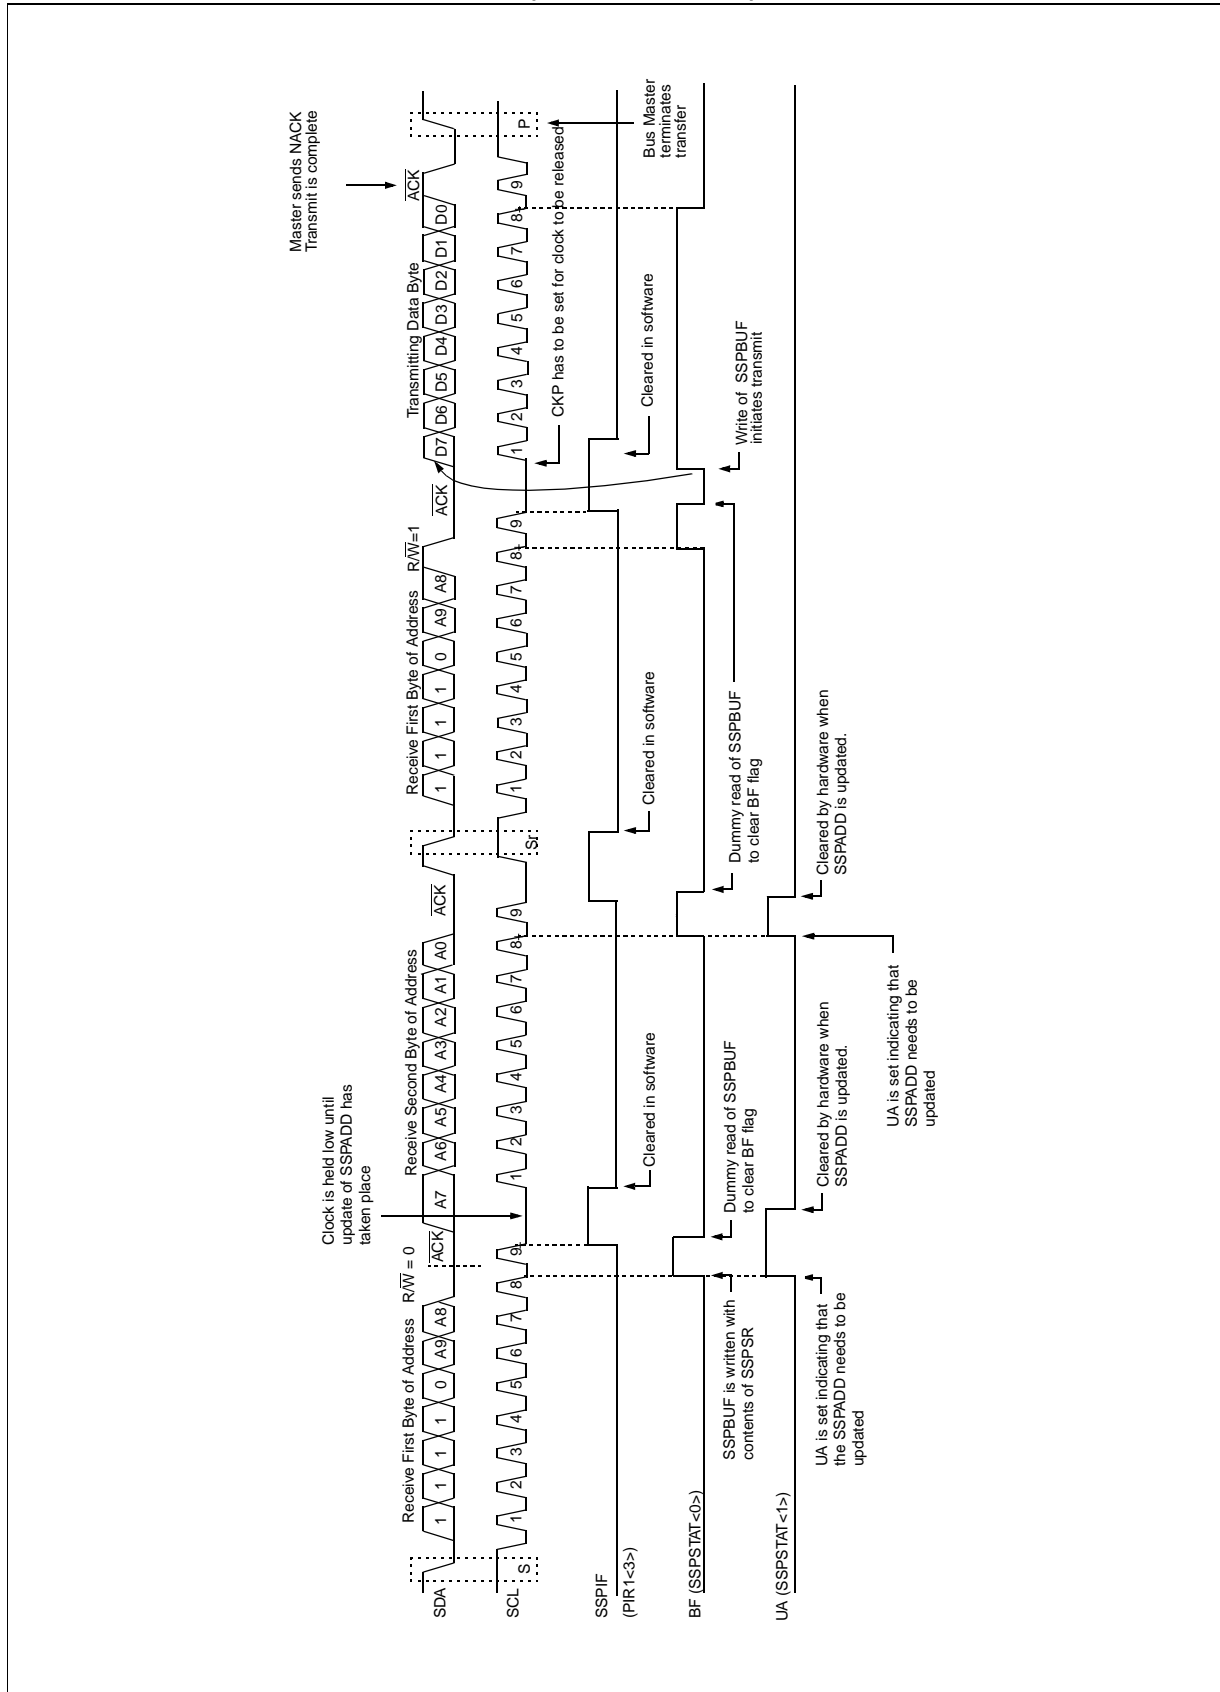 Master sends NACK
Transmit is complete
Clock is held low until
update of SSPADD has
taken place
Receive First Byte of Address R/W = 0
Receive Second Byte of Address
Receive First Byte of Address R/W=1
Transmitting Data Byte
SDA
1 1 1 1 0 A9 A8 ACK
A7 A6 A5 A4 A3 A2 A1 A0 ACK
1 1 1 1 0 A9 A8 ACK
D7 D6 D5 D4 D3 D2 D1 D0 ACK
SCL
S 1 2 3 4 5 6 7 8 9
1 2 3 4 5 6 7 8 9
Sr 1 2 3 4 5 6 7 8 9
1 2 3 4 5 6 7 8 9 P
CKP has to be set for clock to be released
Bus Master
terminates
transfer
SSPIF
(PIR1<3>)
Cleared in software
Cleared in software
Cleared in software
BF (SSPSTAT<0>)
SSPBUF is written with
contents of SSPSR
Dummy read of SSPBUF
to clear BF flag
Dummy read of SSPBUF
to clear BF flag
Write of SSPBUF
initiates transmit
UA (SSPSTAT<1>)
UA is set indicating that
the SSPADD needs to be
updated
Cleared by hardware when
SSPADD is updated.
UA is set indicating that
SSPADD needs to be
updated
Cleared by hardware when
SSPADD is updated.